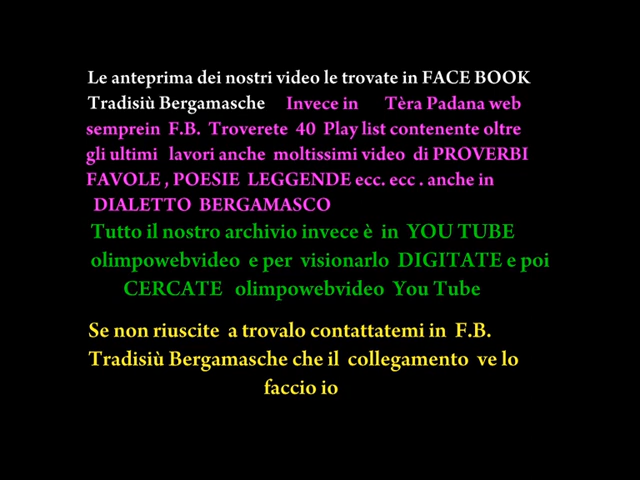 Le anteprima dei nostri video le trovate in FACE BOOK
Tradisiù Bergamasche Invece in Tèra Padana web
semprein F.B. Troverete 40 Play list contenente oltre
gli ultimi lavori anche moltissimi video di PROVERBI
FAVOLE , POESIE LEGGENDE ecc. ecc . anche in
DIALETTO BERGAMASCO
Tutto il nostro archivio invece è in YOU TUBE
olimpowebvideo e per visionarlo DIGITATE e poi
CERCATE olimpowebvideo You Tube
Se non riuscite a trovalo contattatemi in F.B.
Tradisiù Bergamasche che il collegamento ve lo
faccio io